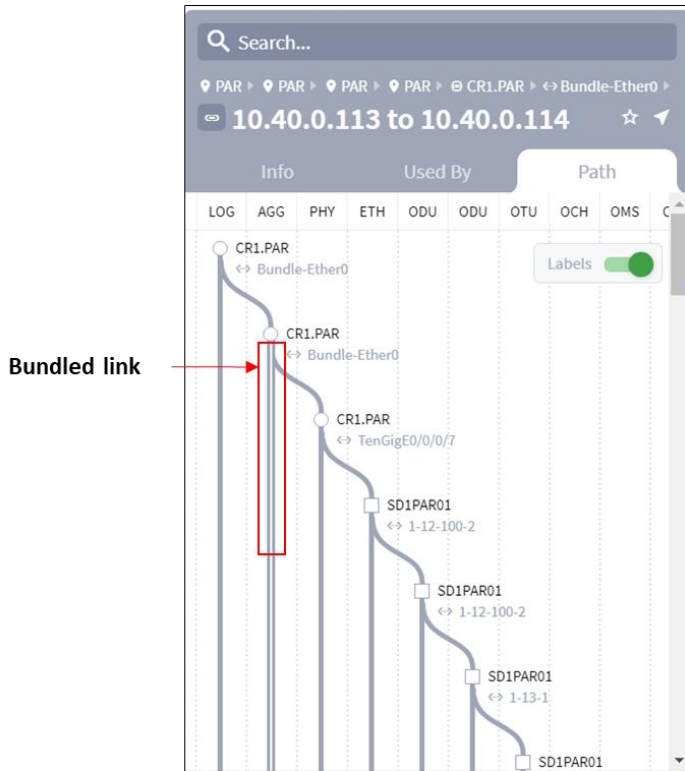 Search...
PAR PAR PAR PAR CR1.PAR Bundle-Ether0
10.40.0.113 to 10.40.0.114
Info Used By Path
LOG AGG PHY ETH ODU ODU OTU OCH OMS
Labels
CR1.PAR
Bundle-Ether0
CR1.PAR
Bundle-Ether0
Bundled link
CR1.PAR
TenGigE0/0/0/7
SD1PAR01
1-12-100-2
SD1PAR01
1-12-100-2
SD1PAR01
1-13-1
SD1PAR01